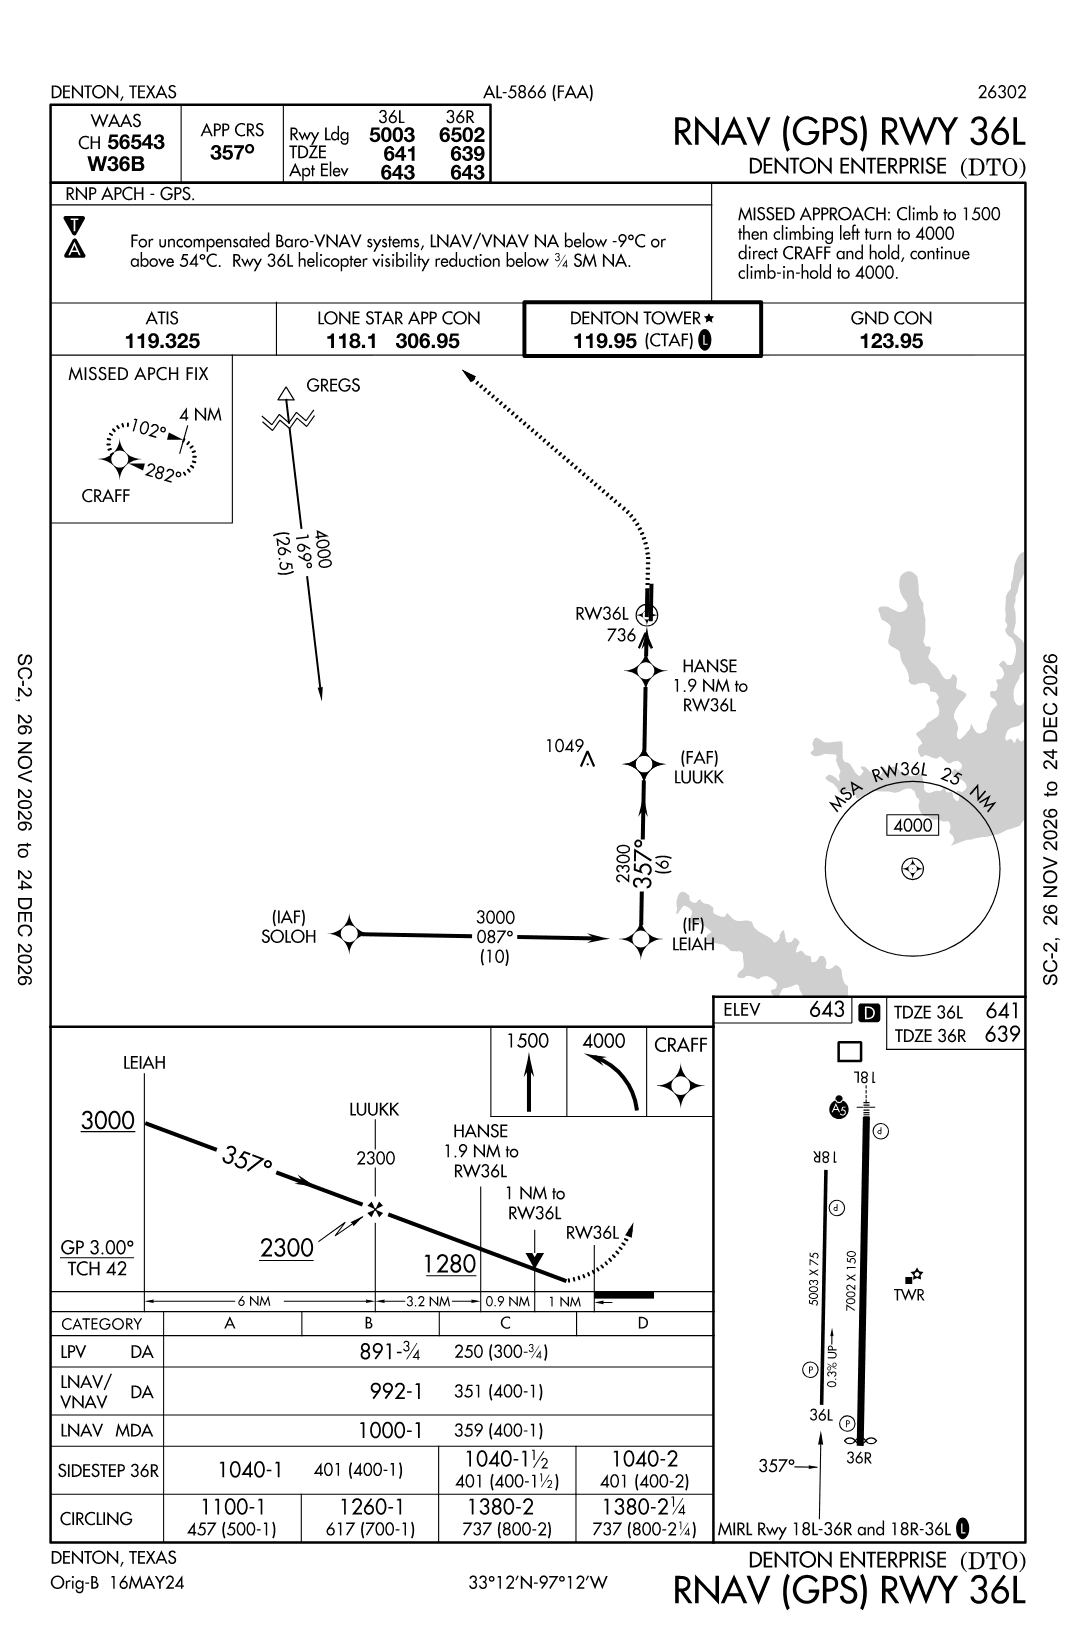 DENTON, TEXAS
AL-5866 (FAA)
26302
WAAS
CH 56543
W36B
APP CRS
357°
36L 36R
Rwy Ldg 5003 6502
TDZE 641 639
Apt Elev 643 643
RNAV (GPS) RWY 36L
DENTON ENTERPRISE (DTO)
RNP APCH - GPS.
T
A
For uncompensated Baro-VNAV systems, LNAV/VNAV NA below -9°C or
above 54°C. Rwy 36L helicopter visibility reduction below ¾ SM NA.
MISSED APPROACH: Climb to 1500
then climbing left turn to 4000
direct CRAFF and hold, continue
climb-in-hold to 4000.
ATIS
119.325
LONE STAR APP CON
118.1 306.95
DENTON TOWER★
119.95 (CTAF) L
GND CON
123.95
MISSED APCH FIX
4 NM
102°
282°
CRAFF
GREGS
4000
169°
(26.5)
RW36L
736
HANSE
1.9 NM to
RW36L
1049
(FAF)
LUUKK
2300
357°
(6)
(IAF)
SOLOH
3000
087°
(10)
(IF)
LEIAH
MSA RW36L 25 NM
4000
SC-2, 26 NOV 2026 to 24 DEC 2026
SC-2, 26 NOV 2026 to 24 DEC 2026
ELEV 643 D
TDZE 36L 641
TDZE 36R 639
18L
A5
P
18R
P
5003 X 75
7002 X 150
TWR
0.3% UP
P
36L
P
36R
357°
MIRL Rwy 18L-36R and 18R-36L L
LEIAH
3000
357°
LUUKK
2300
2300
HANSE
1.9 NM to
RW36L
1280
1 NM to
RW36L
RW36L
1500
4000
CRAFF
GP 3.00°
TCH 42
6 NM
3.2 NM
0.9 NM
1 NM
CATEGORY A B C D
LPV DA 891-¾ 250 (300-¾)
LNAV/
VNAV DA 992-1 351 (400-1)
LNAV MDA 1000-1 359 (400-1)
SIDESTEP 36R 1040-1 401 (400-1) 1040-1½ 1040-2
401 (400-1½) 401 (400-2)
CIRCLING 1100-1 1260-1 1380-2 1380-2¼
457 (500-1) 617 (700-1) 737 (800-2) 737 (800-2¼)
DENTON, TEXAS
Orig-B 16MAY24
33°12'N-97°12'W
DENTON ENTERPRISE (DTO)
RNAV (GPS) RWY 36L